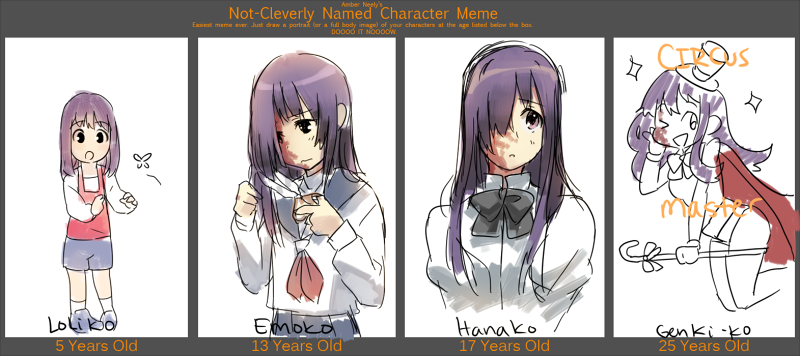 Amber Neely's
Not-Cleverly Named Character Meme
Easiest meme ever. Just draw a portrait (or a full body image) of your characters at the age listed below the box.
DOOOO IT NOOOOW.
Loliko
5 Years Old
Emoko
13 Years Old
Hanako
17 Years Old
CIRCUS
master
Genki-ko
25 Years Old